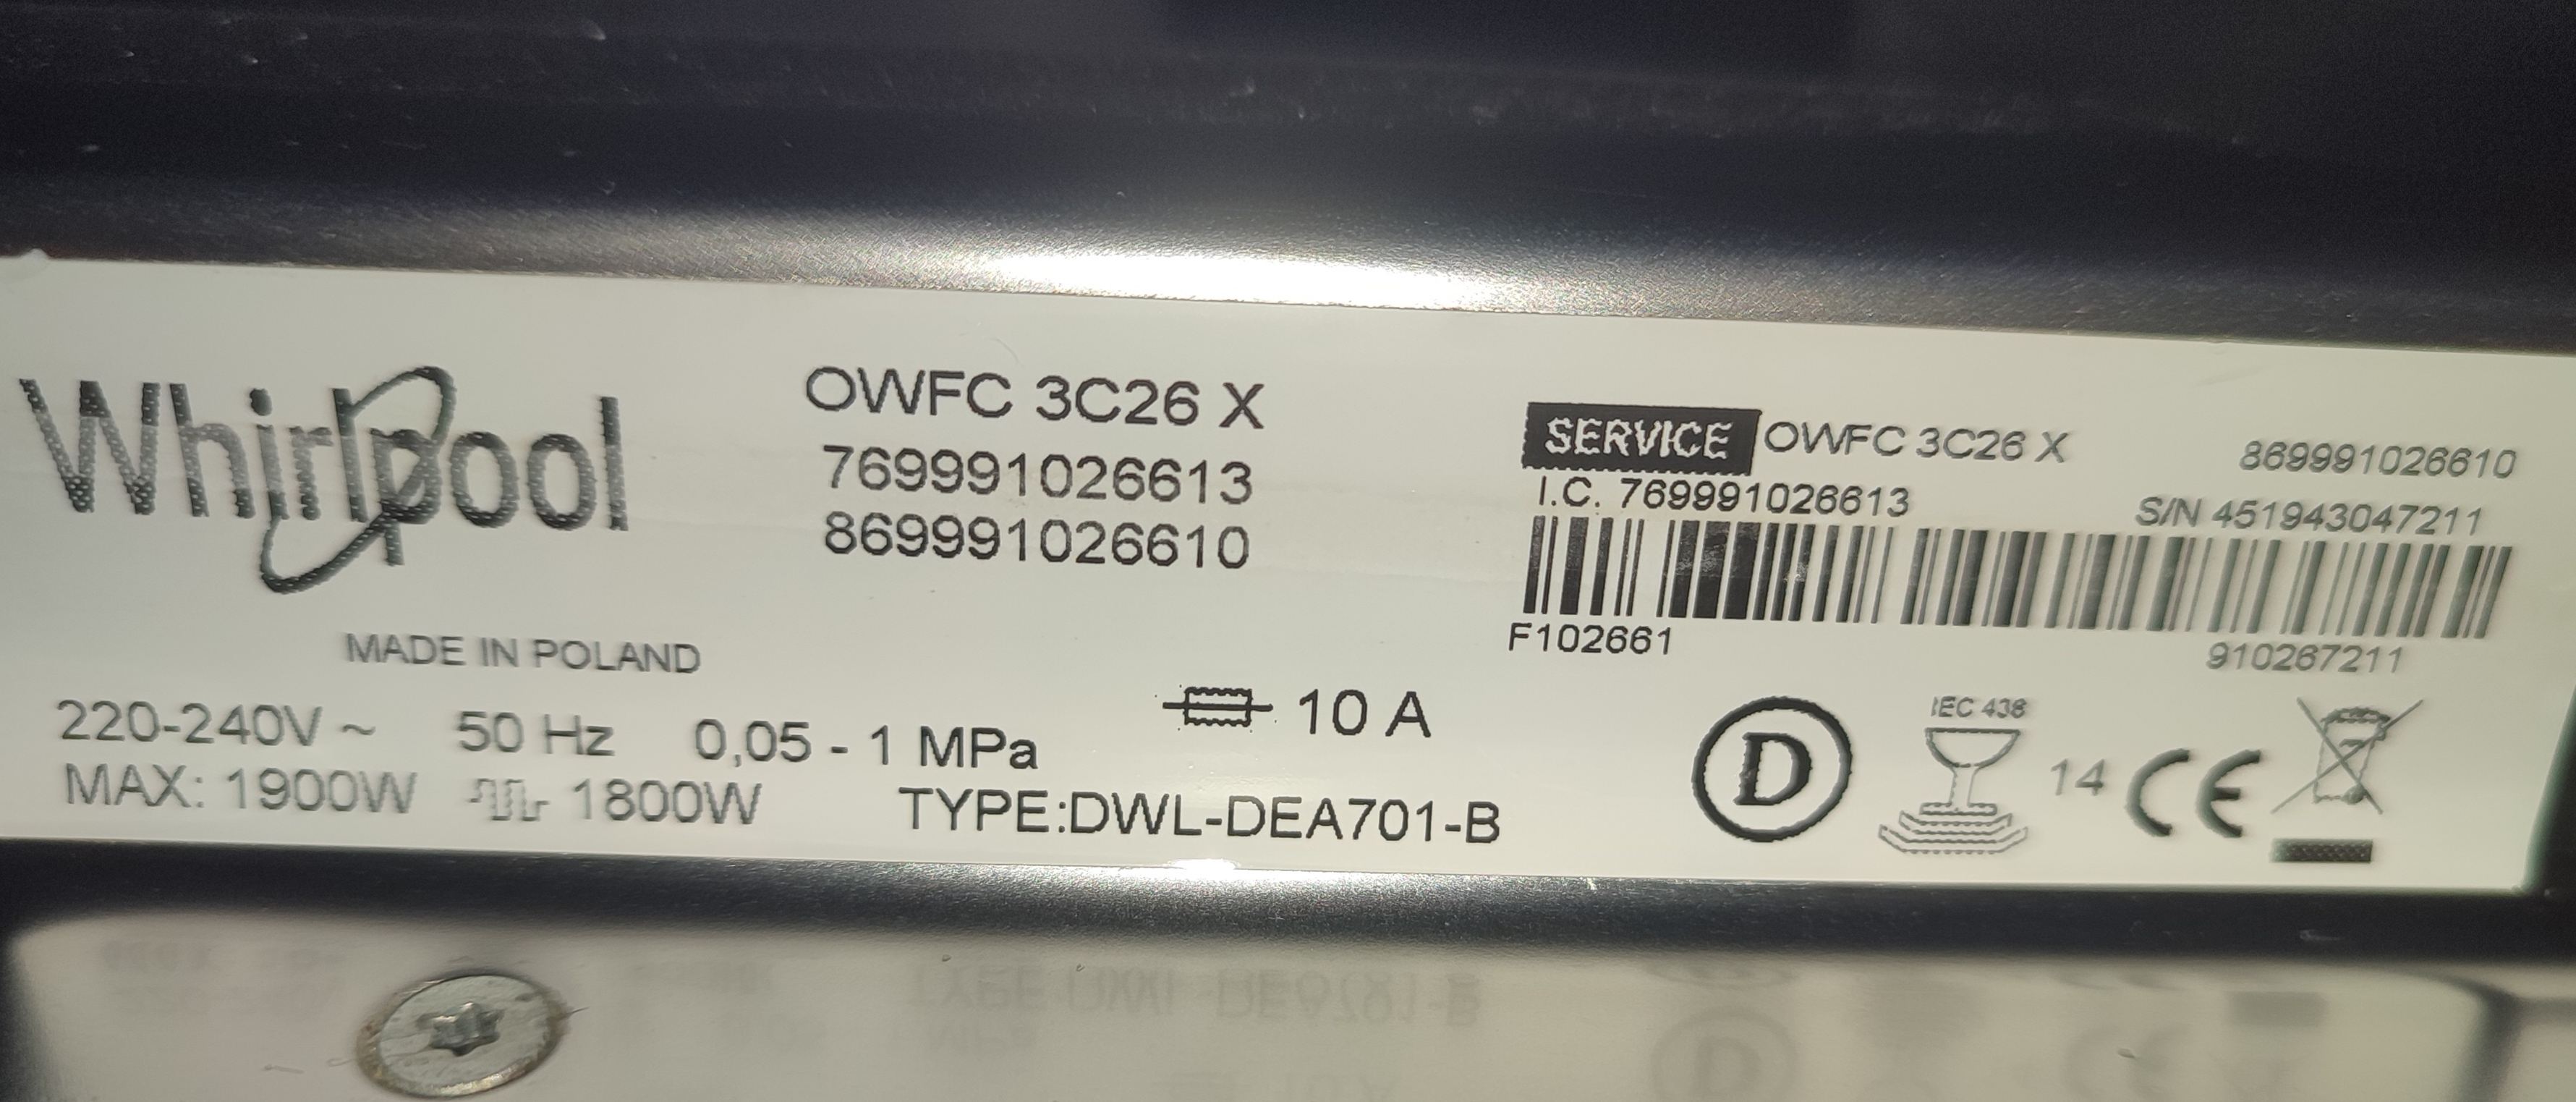 Whirlpool
OWFC 3C26 X
769991026613
869991026610
MADE IN POLAND
220-240V ~ 50 Hz 0,05 - 1 MPa 10 A
MAX: 1900W 1800W TYPE:DWL-DEA701-B
SERVICE OWFC 3C26 X 869991026610
I.C. 769991026613 S/N 451943047211
F102661 910267211
D IEC 436 14 CE